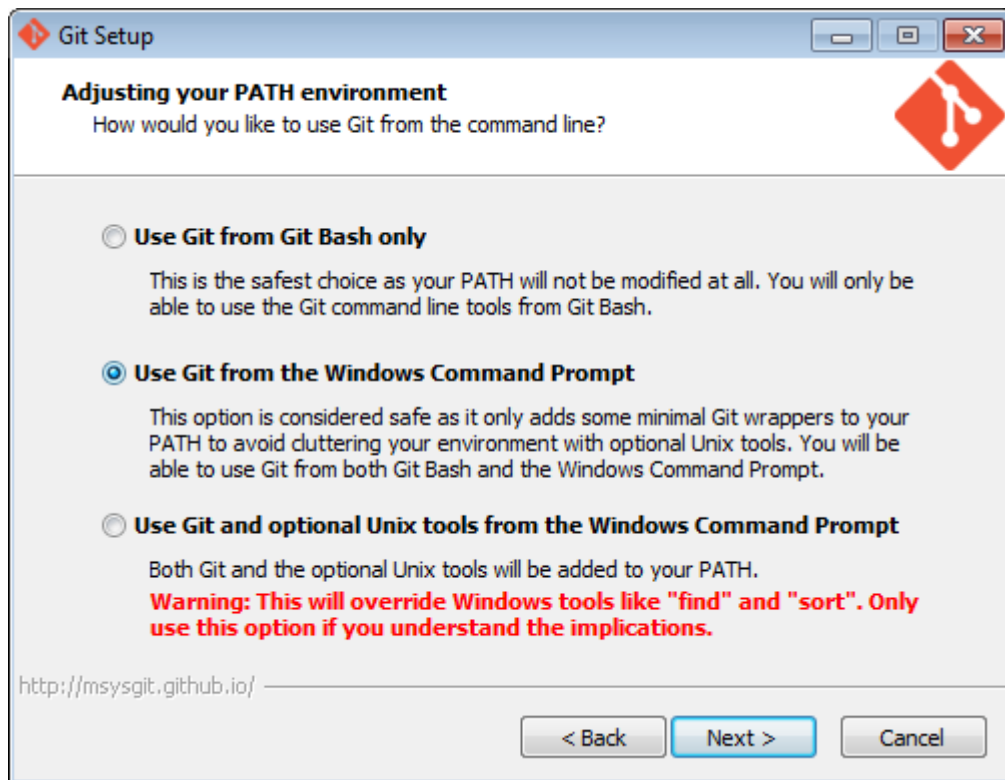 Git Setup
Adjusting your PATH environment
How would you like to use Git from the command line?
Use Git from Git Bash only
This is the safest choice as your PATH will not be modified at all. You will only be
able to use the Git command line tools from Git Bash.
Use Git from the Windows Command Prompt
This option is considered safe as it only adds some minimal Git wrappers to your
PATH to avoid cluttering your environment with optional Unix tools. You will be
able to use Git from both Git Bash and the Windows Command Prompt.
Use Git and optional Unix tools from the Windows Command Prompt
Both Git and the optional Unix tools will be added to your PATH.
Warning: This will override Windows tools like "find" and "sort". Only
use this option if you understand the implications.
http://msysgit.github.io/
< Back Next > Cancel